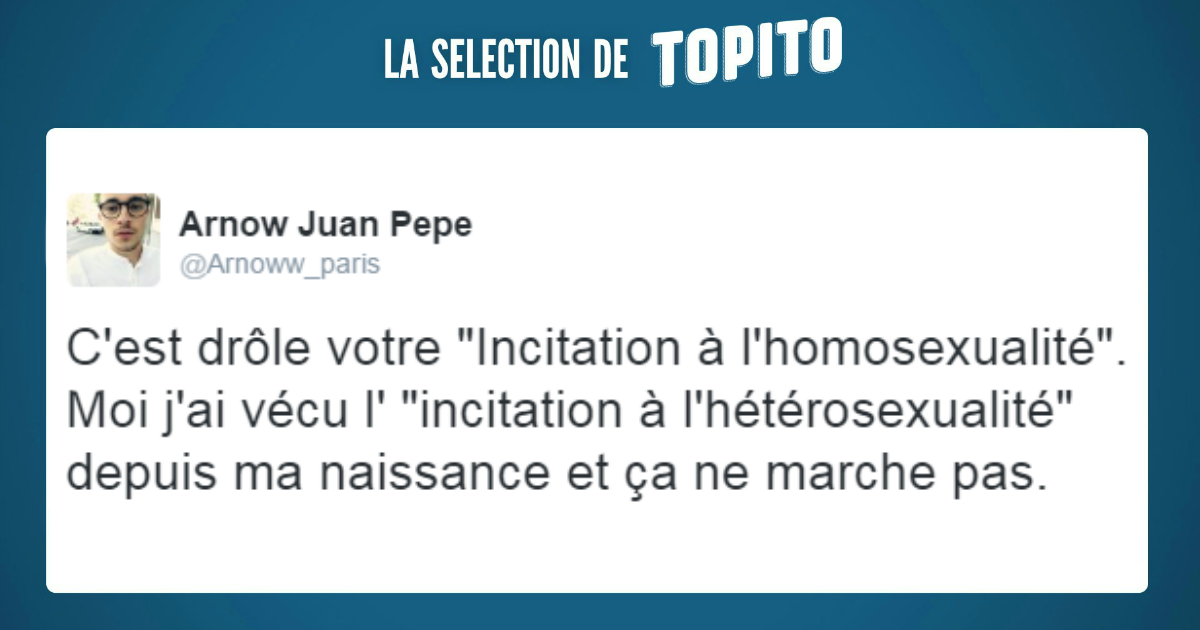 LA SELECTION DE TOPITO
Arnow Juan Pepe
@Arnoww_paris
C'est drôle votre "Incitation à l'homosexualité".
Moi j'ai vécu l' "incitation à l'hétérosexualité"
depuis ma naissance et ça ne marche pas.